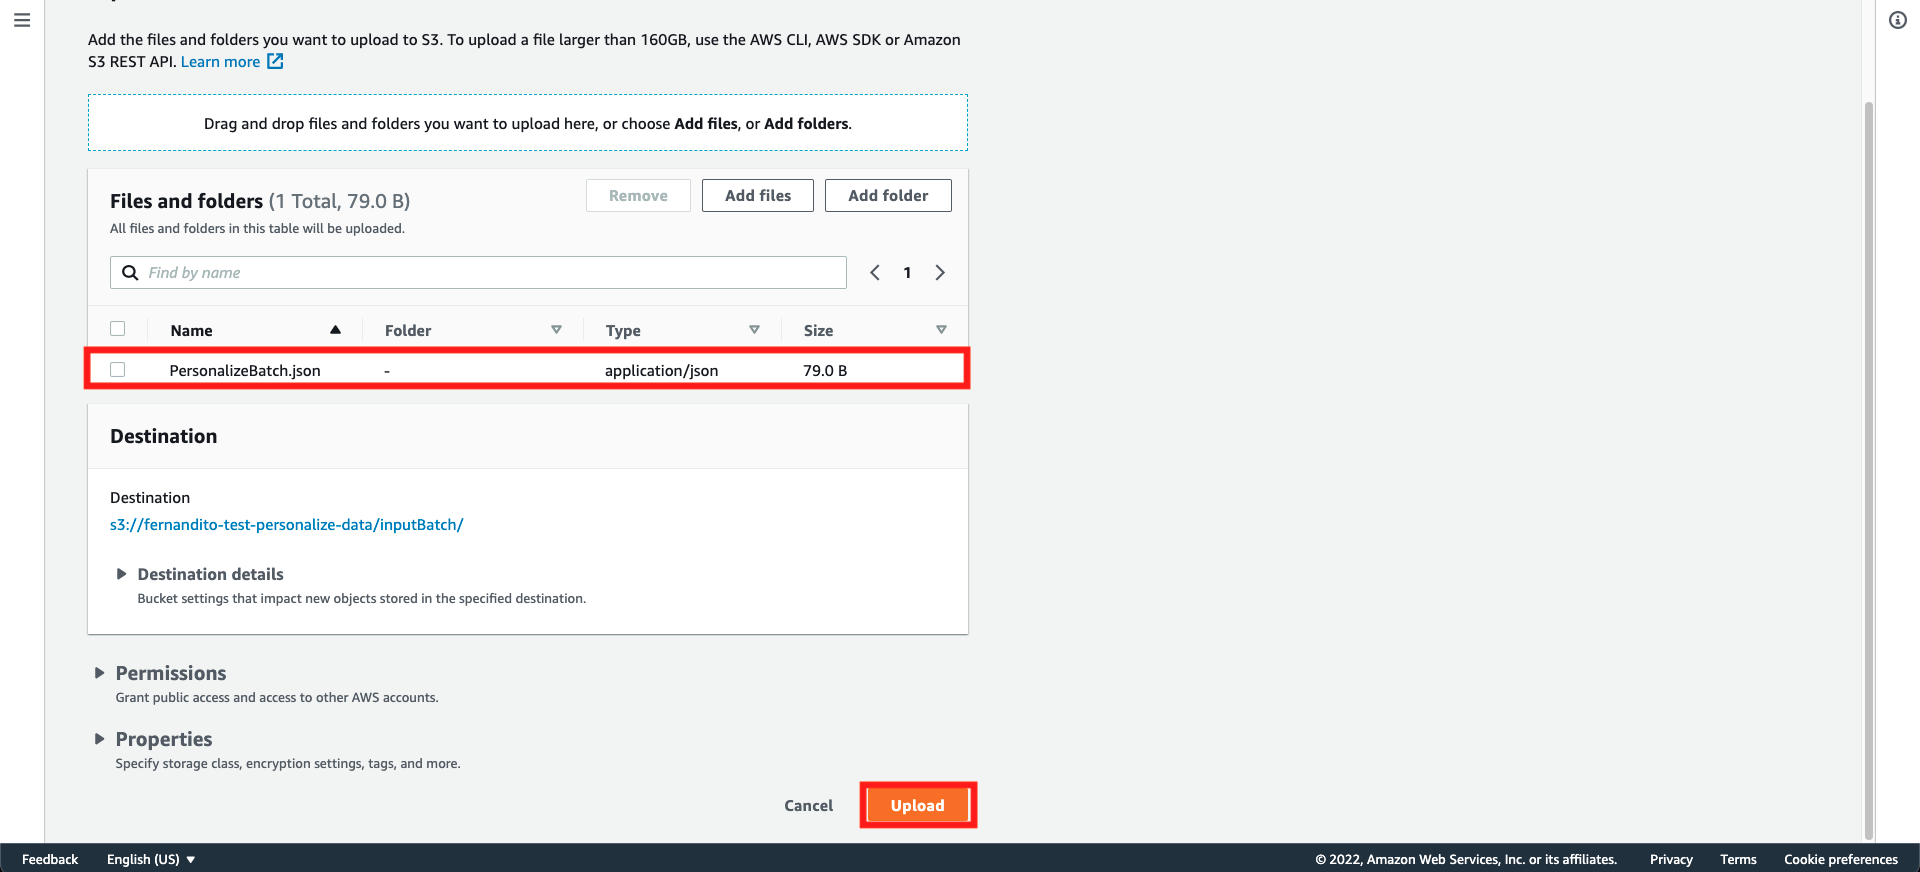 Add the files and folders you want to upload to S3. To upload a file larger than 160GB, use the AWS CLI, AWS SDK or Amazon
S3 REST API. Learn more
Drag and drop files and folders you want to upload here, or choose Add files, or Add folders.
Files and folders (1 Total, 79.0 B)
Remove
Add files
Add folder
All files and folders in this table will be uploaded.
Find by name
1
Name
Folder
Type
Size
PersonalizeBatch.json
-
application/json
79.0 B
Destination
Destination
s3://fernandito-test-personalize-data/inputBatch/
Destination details
Bucket settings that impact new objects stored in the specified destination.
Permissions
Grant public access and access to other AWS accounts.
Properties
Specify storage class, encryption settings, tags, and more.
Cancel
Upload
Feedback
English (US)
© 2022, Amazon Web Services, Inc. or its affiliates.
Privacy
Terms
Cookie preferences